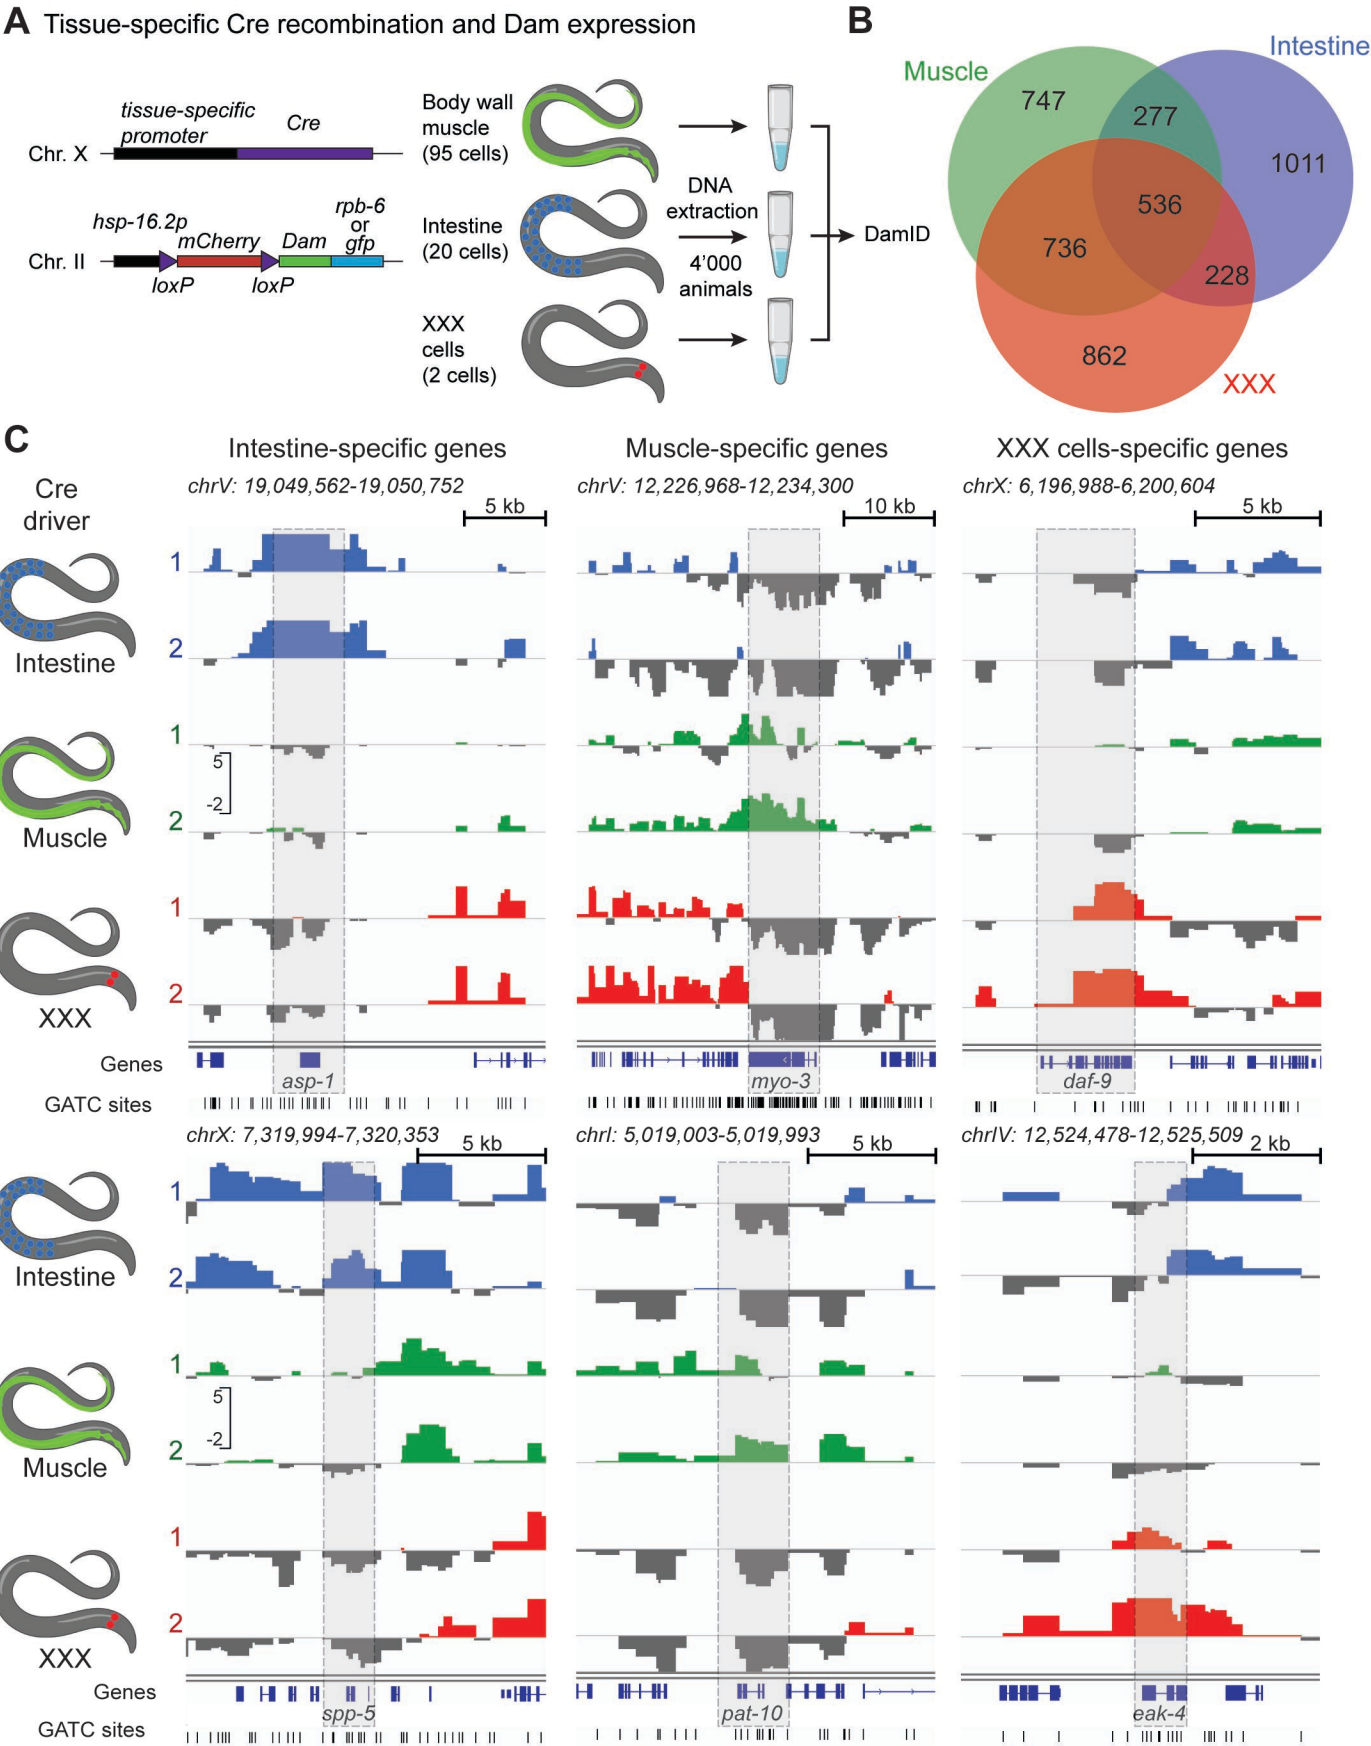 A Tissue-specific Cre recombination and Dam expression
tissue-specific
promoter
Cre
Chr. X
hsp-16.2p
mCherry
Dam
rpb-6
or
gfp
Chr. II
loxP
loxP
Body wall
muscle
(95 cells)
Intestine
(20 cells)
XXX
cells
(2 cells)
DNA
extraction
4'000
animals
DamID
B
Muscle
Intestine
747
277
1011
536
736
228
862
XXX
C
Cre
driver
Intestine-specific genes
Muscle-specific genes
XXX cells-specific genes
chrV: 19,049,562-19,050,752
5 kb
chrV: 12,226,968-12,234,300
10 kb
chrX: 6,196,988-6,200,604
5 kb
1
2
Intestine
1
5
-2
2
Muscle
1
2
XXX
Genes
asp-1
myo-3
daf-9
GATC sites
chrX: 7,319,994-7,320,353
5 kb
chrI: 5,019,003-5,019,993
5 kb
chrIV: 12,524,478-12,525,509
2 kb
1
2
Intestine
1
5
-2
2
Muscle
1
2
XXX
Genes
spp-5
pat-10
eak-4
GATC sites